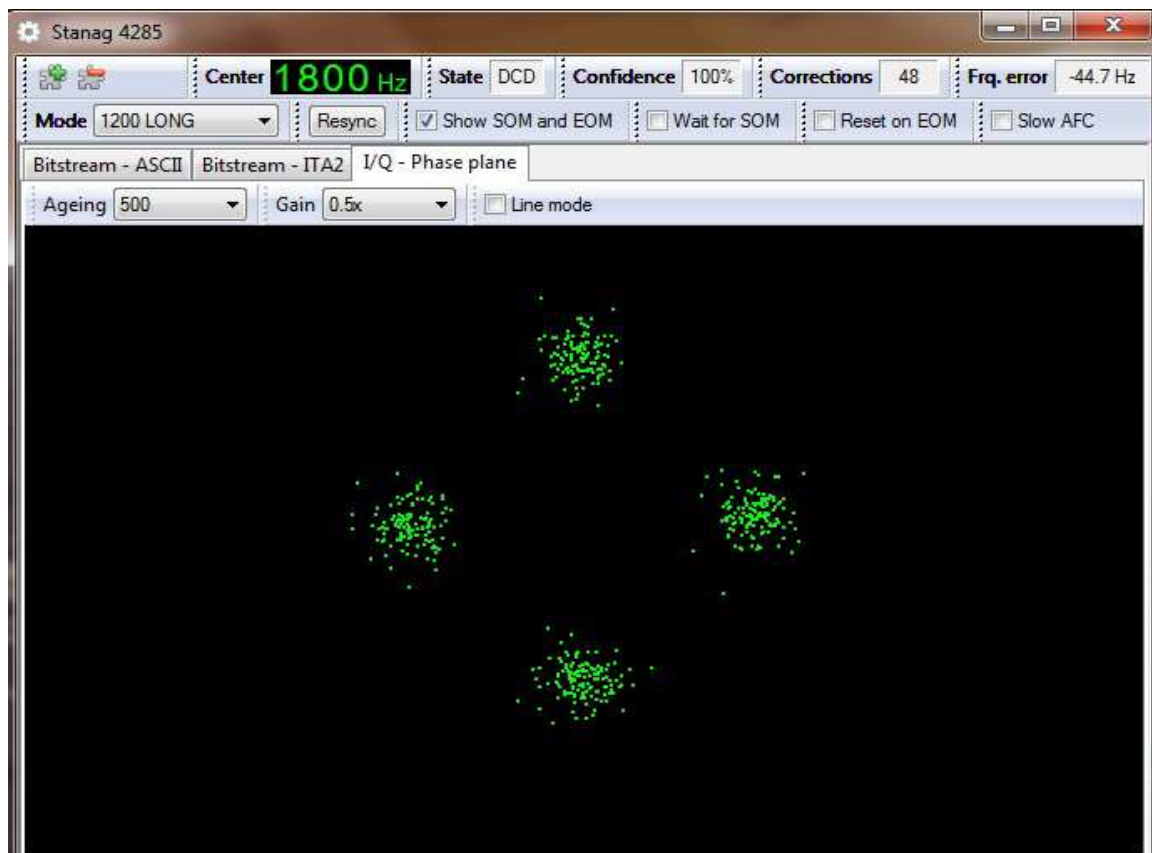 Stanag 4285
Center 1800 Hz State DCD Confidence 100% Corrections 48 Frq. error -44.7 Hz
Mode 1200 LONG Resync Show SOM and EOM Wait for SOM Reset on EOM Slow AFC
Bitstream - ASCII Bitstream - ITA2 I/Q - Phase plane
Ageing 500 Gain 0.5x Line mode